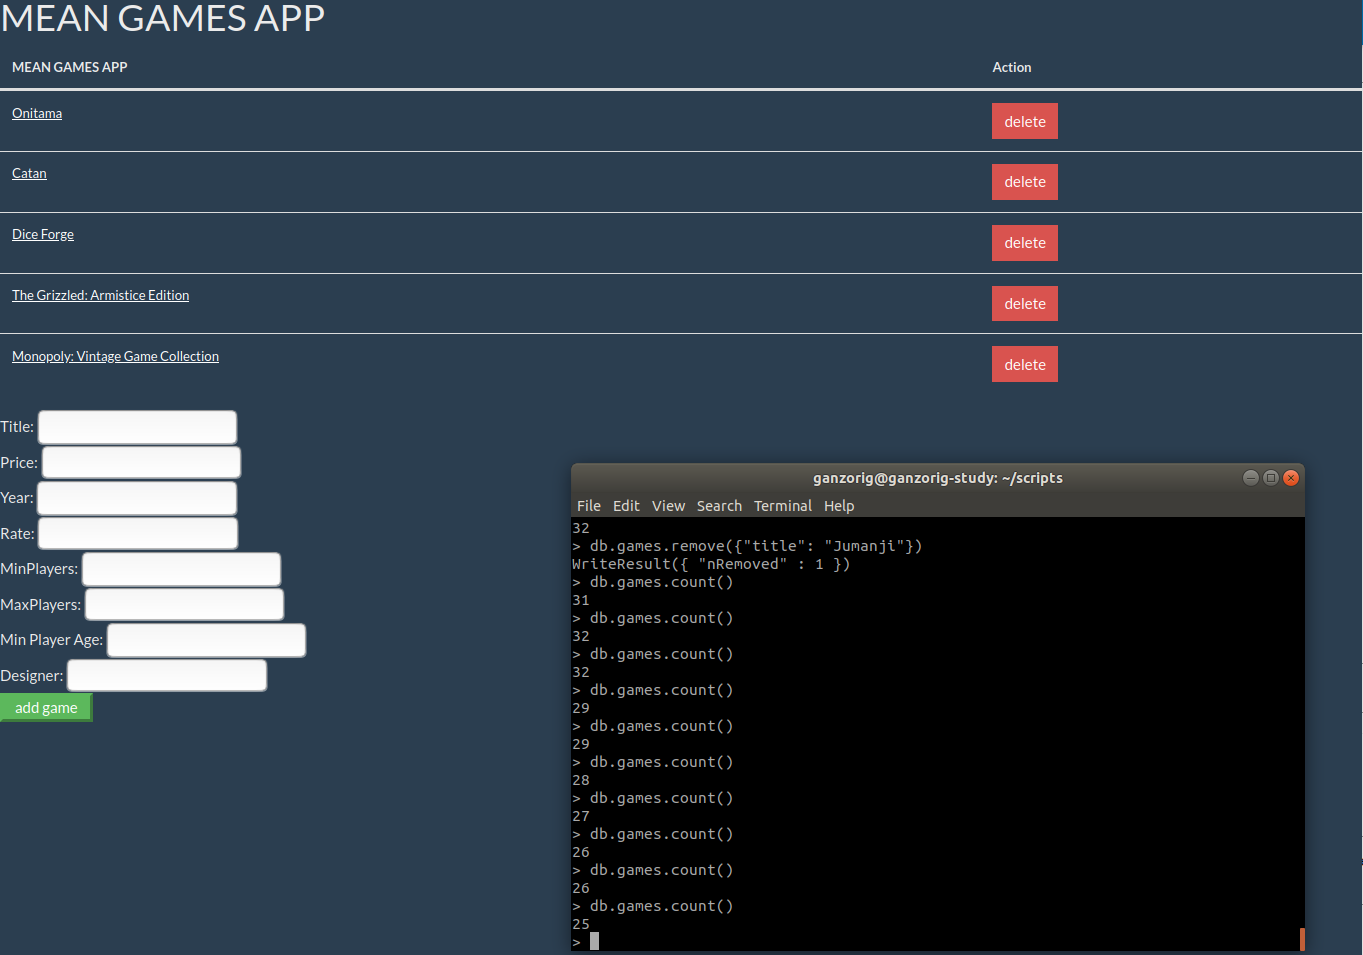 MEAN GAMES APP
MEAN GAMES APP Action
Onitama delete
Catan delete
Dice Forge delete
The Grizzled: Armistice Edition delete
Monopoly: Vintage Game Collection delete
Title:
Price:
Year:
Rate:
MinPlayers:
MaxPlayers:
Min Player Age:
Designer:
add game
ganzorig@ganzorig-study: ~/scripts
File Edit View Search Terminal Help
32
> db.games.remove({"title": "Jumanji"})
WriteResult({ "nRemoved" : 1 })
> db.games.count()
31
> db.games.count()
32
> db.games.count()
32
> db.games.count()
29
> db.games.count()
29
> db.games.count()
28
> db.games.count()
27
> db.games.count()
26
> db.games.count()
26
> db.games.count()
25
>